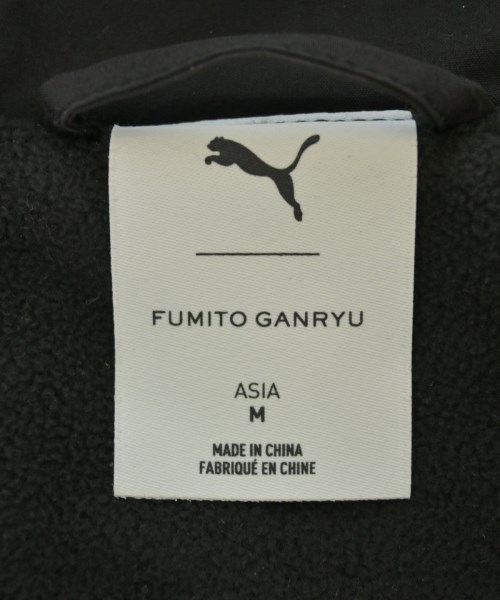 FUMITO GANRYU
ASIA
M
MADE IN CHINA
FABRIQUÉ EN CHINE